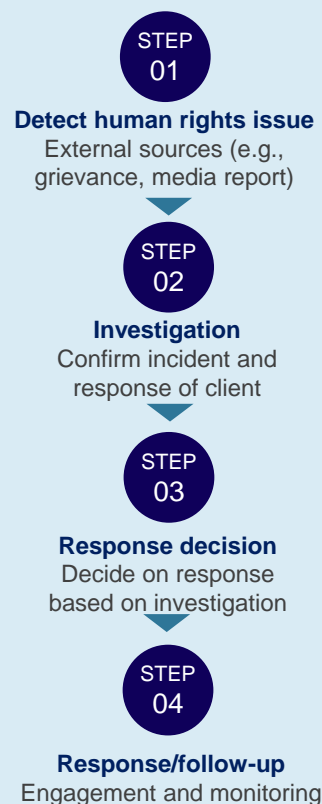 STEP
01
Detect human rights issue
External sources (e.g.,
grievance, media report)
STEP
02
Investigation
Confirm incident and
response of client
STEP
03
Response decision
Decide on response
based on investigation
STEP
04
Response/follow-up
Engagement and monitoring